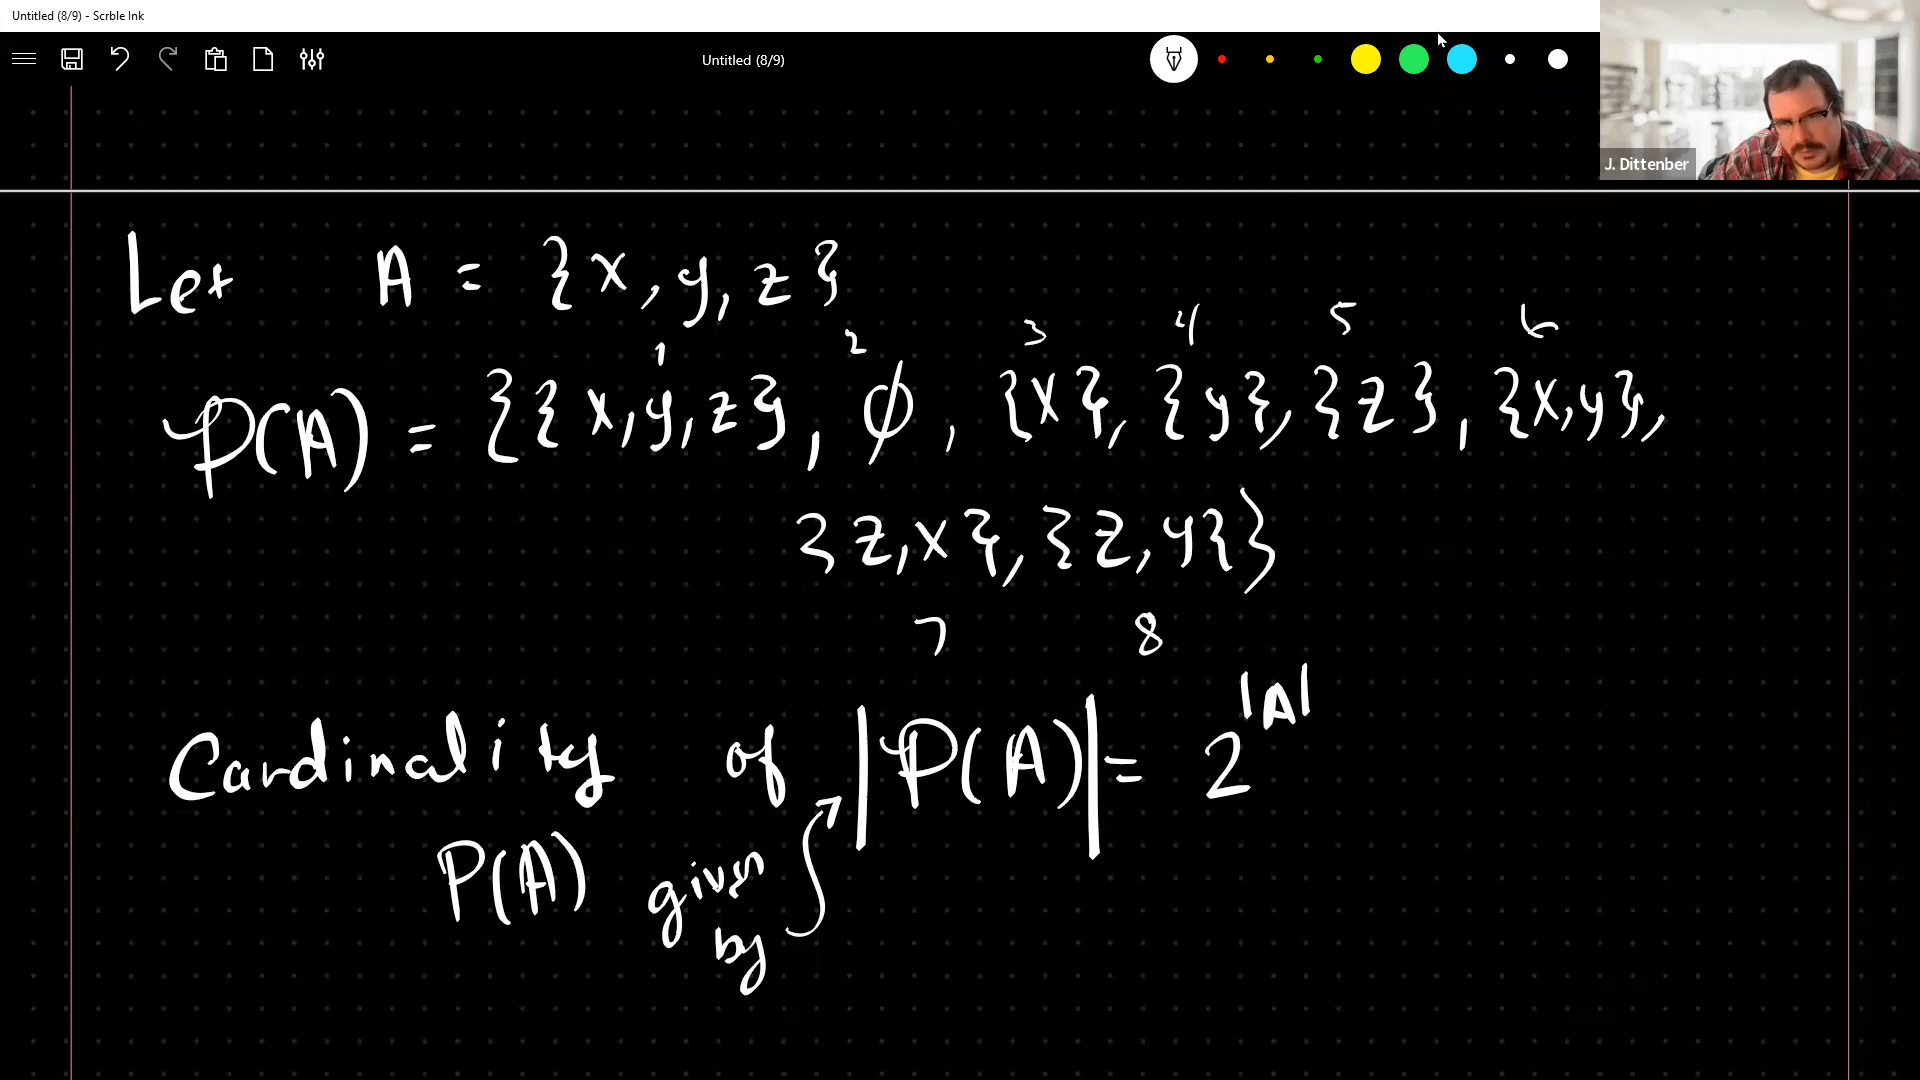 Untitled (8/9) - Scrble Ink
Untitled (8/9)
J. Dittenber
Let A = {x, y, z}
1 2 3 4 5 6
P(A) = {{x, y, z}, ∅, {x}, {y}, {z}, {x, y},
{z, x}, {z, y}}
7 8
Cardinality of |P(A)| = 2^|A|
P(A) given
by